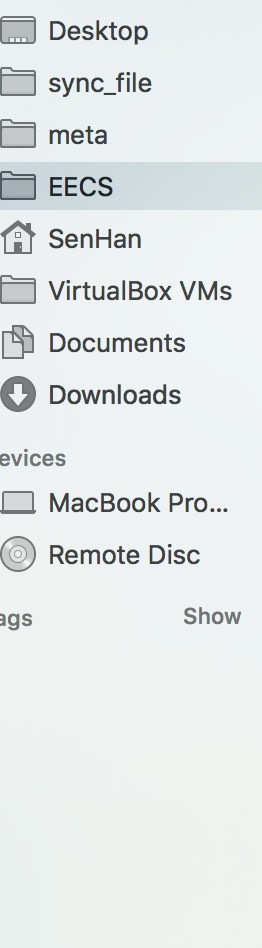 Desktop
sync_file
meta
EECS
SenHan
VirtualBox VMs
Documents
Downloads
evices
MacBook Pro...
Remote Disc
ags Show